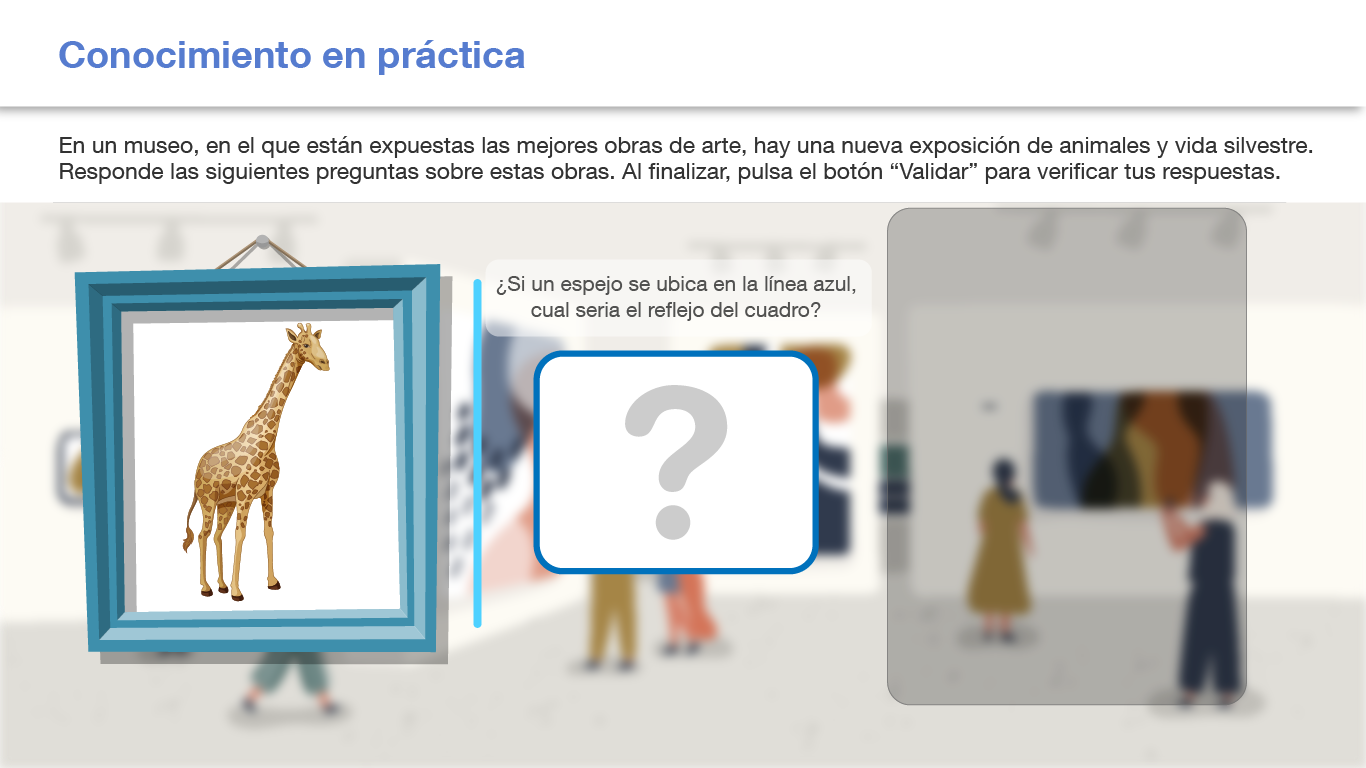 Conocimiento en práctica
En un museo, en el que están expuestas las mejores obras de arte, hay una nueva exposición de animales y vida silvestre.
Responde las siguientes preguntas sobre estas obras. Al finalizar, pulsa el botón “Validar” para verificar tus respuestas.
¿Si un espejo se ubica en la línea azul,
cual seria el reflejo del cuadro?
?